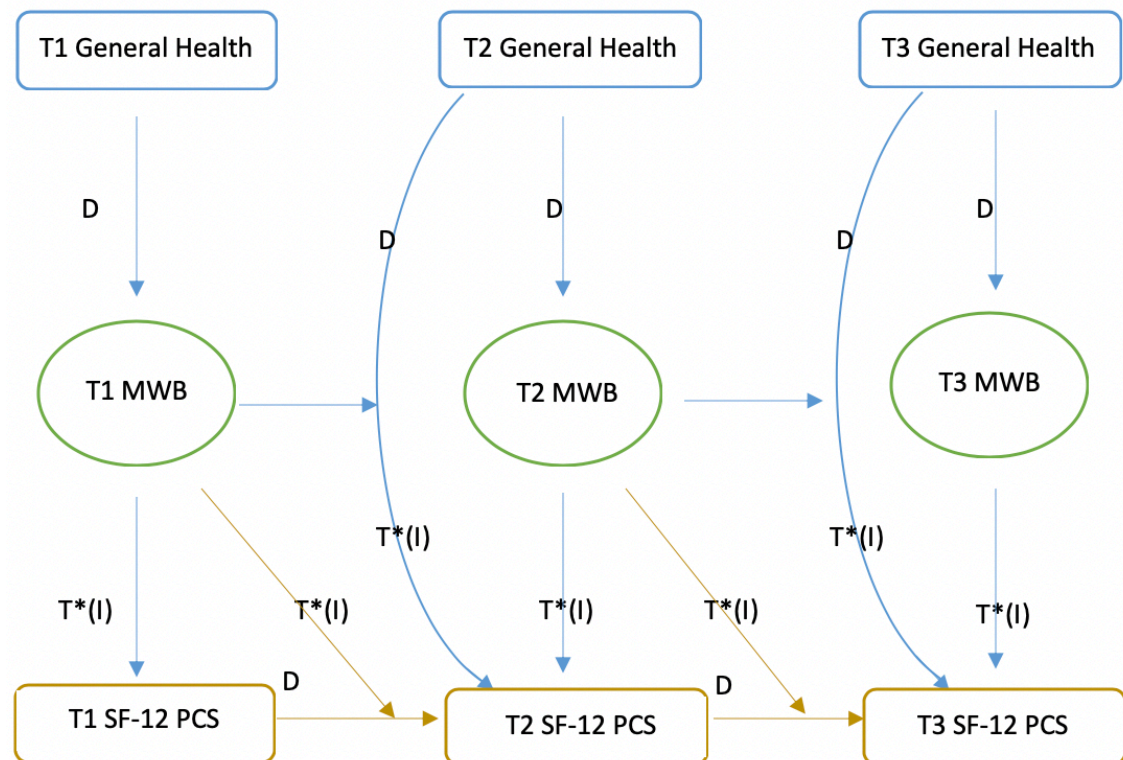 T1 General Health
T2 General Health
T3 General Health
D
D
D
D
D
T1 MWB
T2 MWB
T3 MWB
T*(I)
T*(I)
T*(I)
T*(I)
T*(I)
T*(I)
T*(I)
D
D
T1 SF-12 PCS
T2 SF-12 PCS
T3 SF-12 PCS